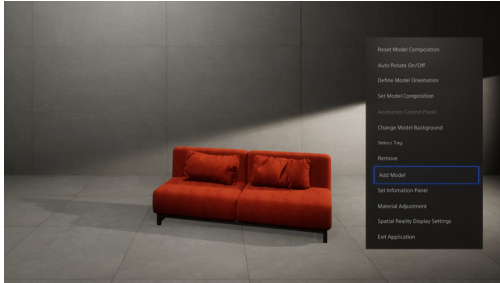 Reset Model Composition
Auto Rotate On/Off
Define Model Orientation
Set Model Composition
Animation Control Panel
Change Model Background
Select Tag
Remove
Add Model
Set Infomation Panel
Material Adjustment
Spatial Reality Display Settings
Exit Application